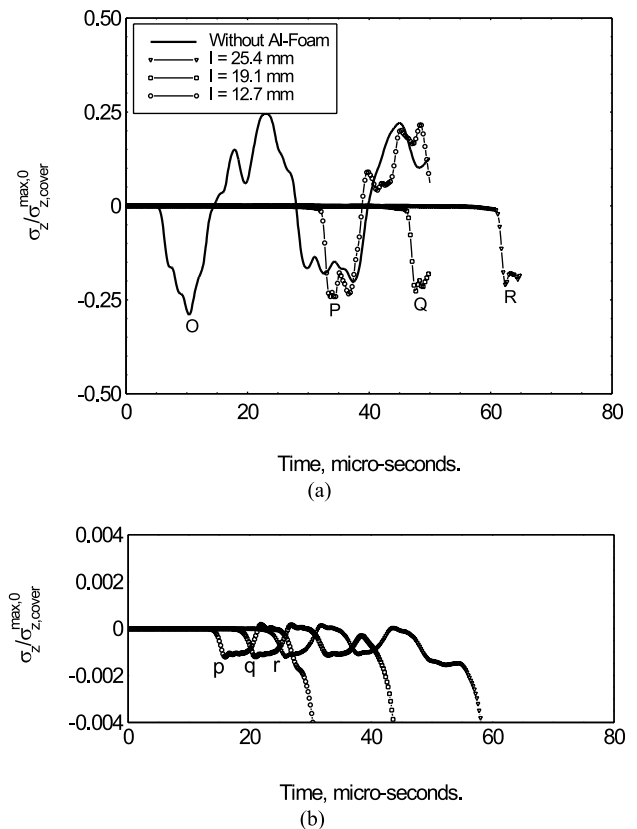 0.50
0.25
0
-0.25
-0.50
σz/σz,cover max,0
Without Al-Foam
l = 25.4 mm
l = 19.1 mm
l = 12.7 mm
O
P
Q
R
0
20
40
60
80
Time, micro-seconds.
(a)
0.004
0.002
0
-0.002
-0.004
σz/σz,cover max,0
p
q
r
0
20
40
60
80
Time, micro-seconds.
(b)